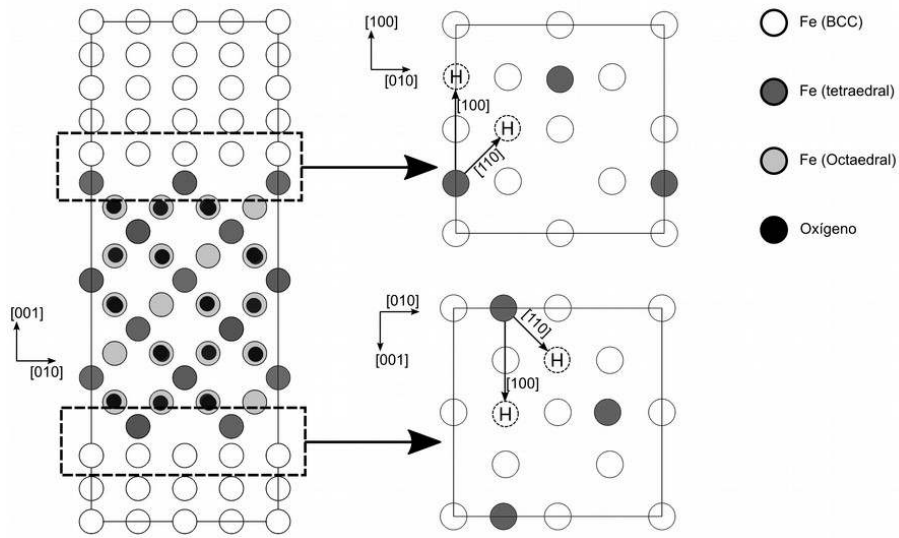 [100]
[010]
H
[100]
H
[110]
Fe (BCC)
Fe (tetraedral)
Fe (Octaedral)
Oxígeno
[001]
[010]
[010]
[001]
[110]
H
[100]
H